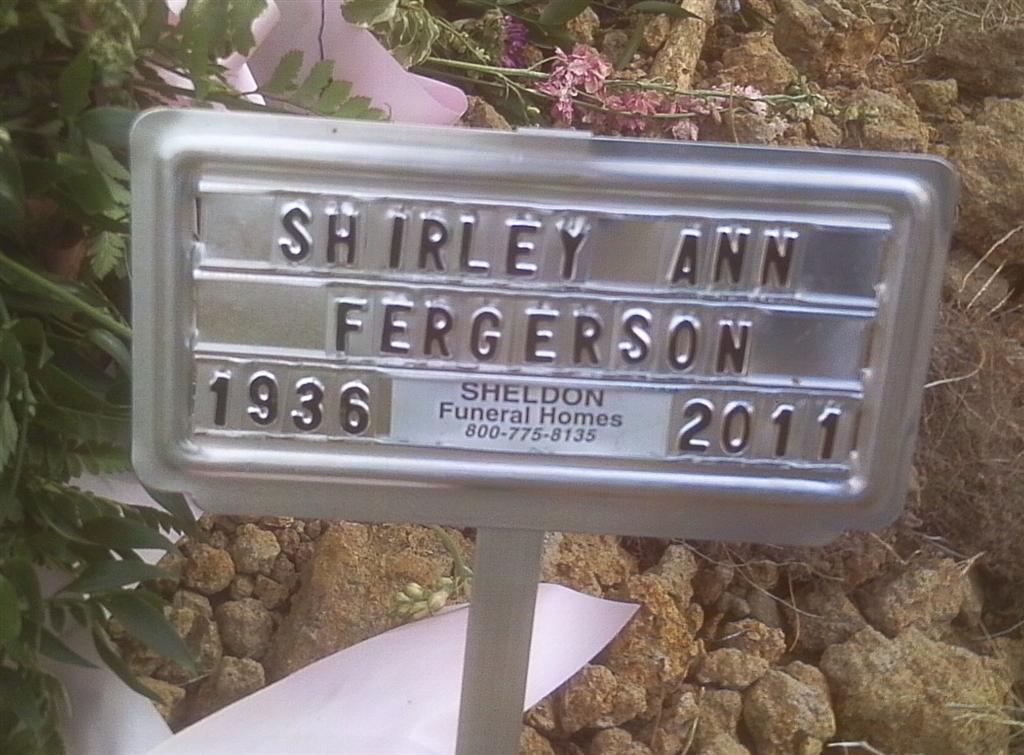 SHIRLEY ANN
FERGERSON
1936 2011
SHELDON
Funeral Homes
800-775-8135